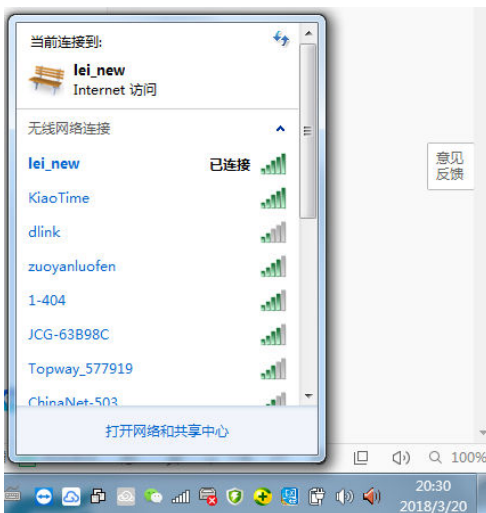 当前连接到:
lei_new
Internet 访问
无线网络连接
lei_new 已连接
KiaoTime
dlink
zuoyanluofen
1-404
JCG-63B98C
Topway_577919
ChinaNet-503
打开网络和共享中心
意见
反馈
100%
20:30
2018/3/20